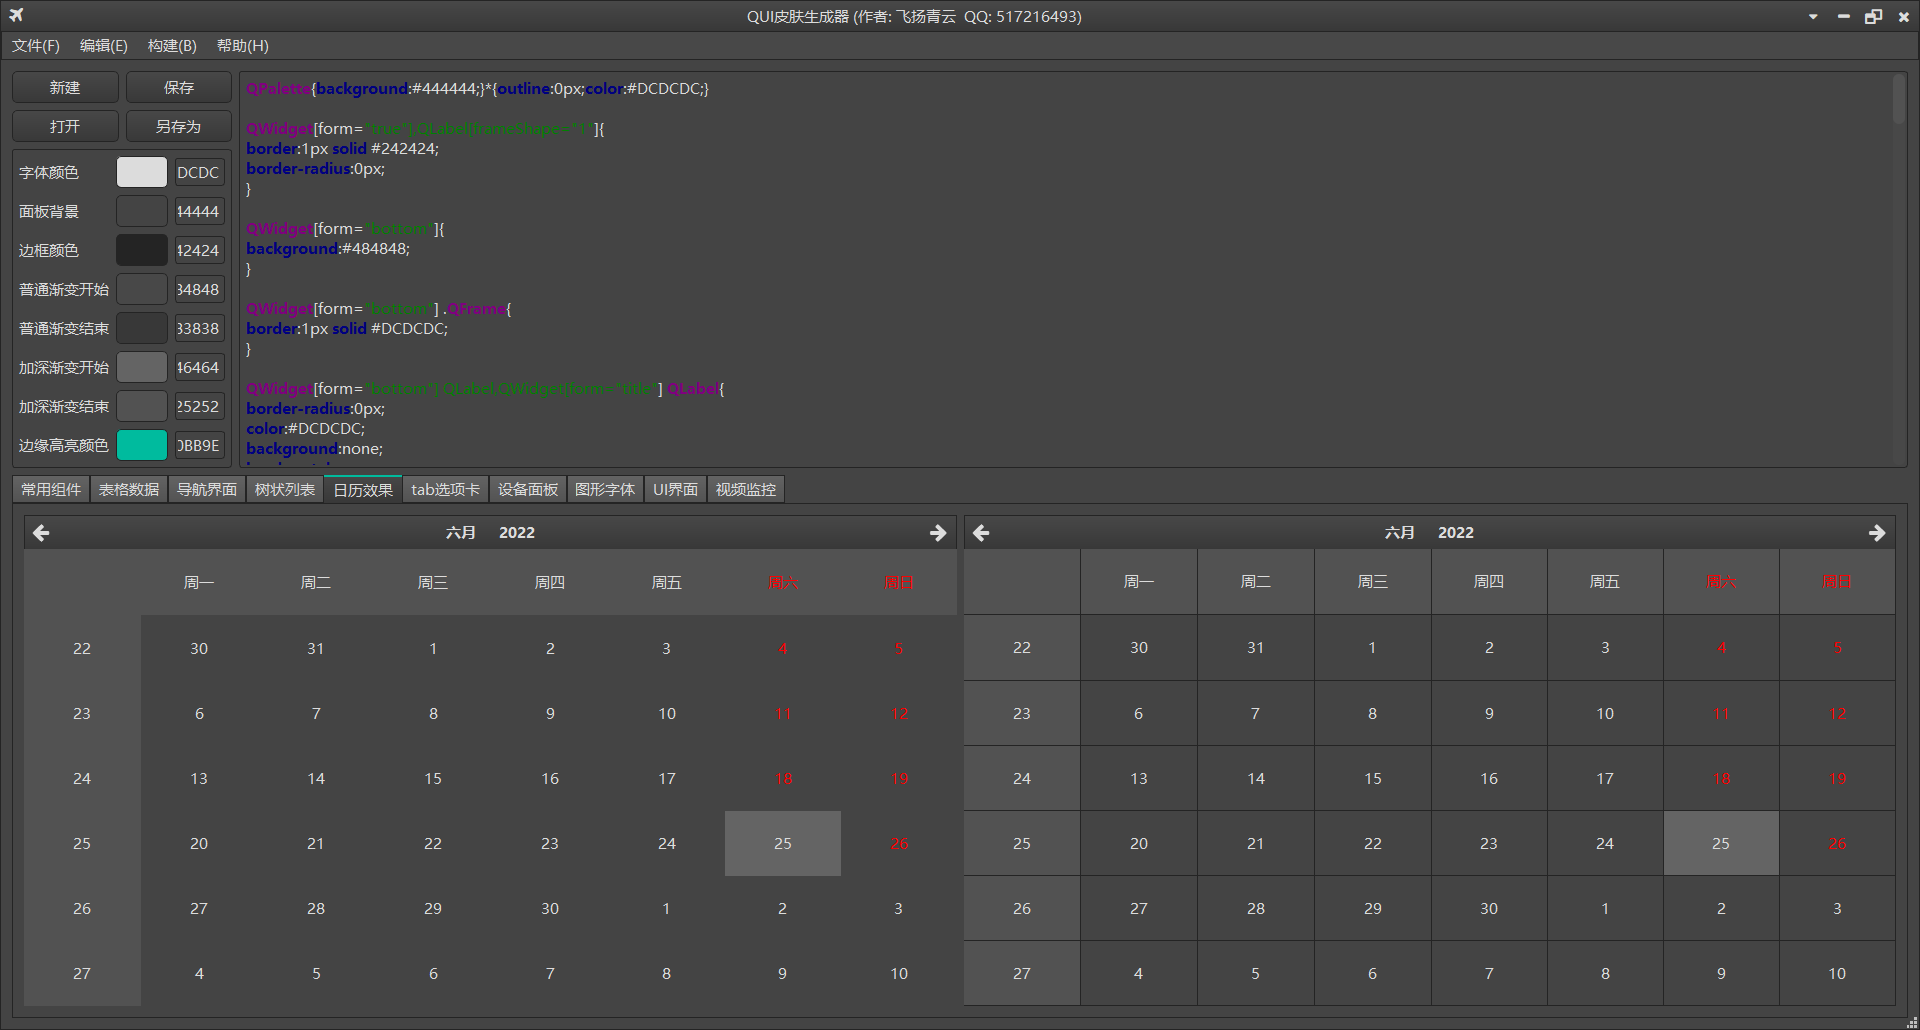 QUI皮肤生成器 (作者: 飞扬青云  QQ: 517216493)
文件(F) 编辑(E) 构建(B) 帮助(H)
新建 保存
打开 另存为
字体颜色 DCDC
面板背景 44444
边框颜色 42424
普通渐变开始 84848
普通渐变结束 83838
加深渐变开始 46464
加深渐变结束 25252
边缘高亮颜色 0BB9E
QPalette{background:#444444;}*{outline:0px;color:#DCDCDC;}
QWidget[form="true"],QLabel[frameShape="1"]{
border:1px solid #242424;
border-radius:0px;
}
QWidget[form="bottom"]{
background:#484848;
}
QWidget[form="bottom"] .QFrame{
border:1px solid #DCDCDC;
}
QWidget[form="bottom"] QLabel,QWidget[form="title"] QLabel{
border-radius:0px;
color:#DCDCDC;
background:none;
常用组件 表格数据 导航界面 树状列表 日历效果 tab选项卡 设备面板 图形字体 UI界面 视频监控
六月 2022
周一 周二 周三 周四 周五 周六 周日
22 30 31 1 2 3 4 5
23 6 7 8 9 10 11 12
24 13 14 15 16 17 18 19
25 20 21 22 23 24 25 26
26 27 28 29 30 1 2 3
27 4 5 6 7 8 9 10
六月 2022
周一 周二 周三 周四 周五 周六 周日
22 30 31 1 2 3 4 5
23 6 7 8 9 10 11 12
24 13 14 15 16 17 18 19
25 20 21 22 23 24 25 26
26 27 28 29 30 1 2 3
27 4 5 6 7 8 9 10